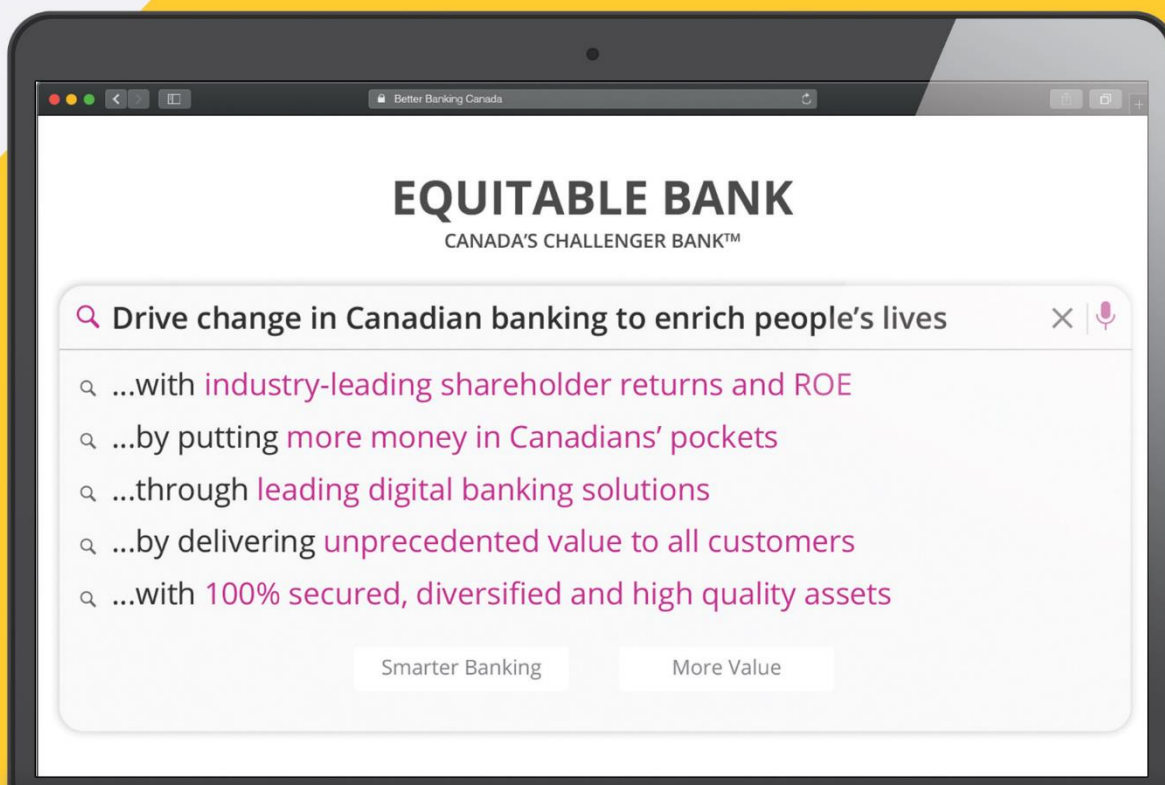 Better Banking Canada
EQUITABLE BANK
CANADA'S CHALLENGER BANK™
Drive change in Canadian banking to enrich people's lives
...with industry-leading shareholder returns and ROE
...by putting more money in Canadians' pockets
...through leading digital banking solutions
...by delivering unprecedented value to all customers
...with 100% secured, diversified and high quality assets
Smarter Banking
More Value